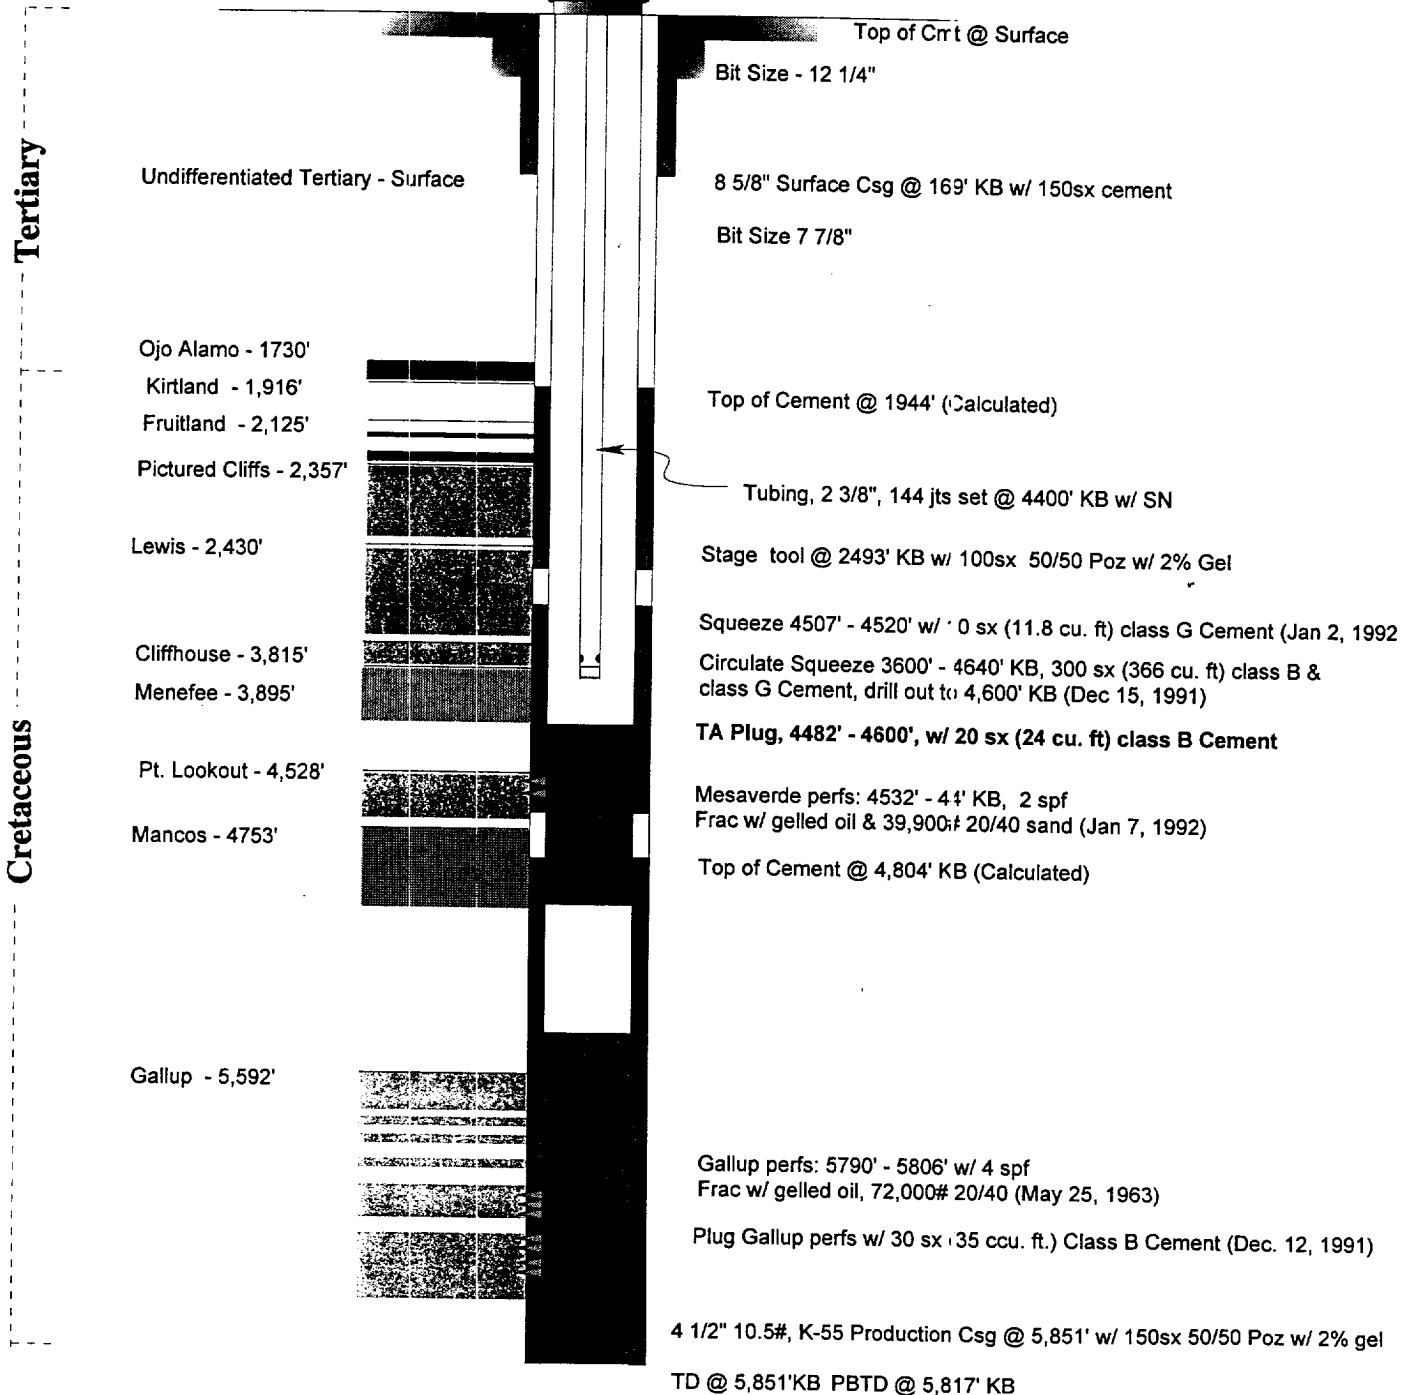 Top of Cmt @ Surface
Bit Size - 12 1/4"
Tertiary
Undifferentiated Tertiary - Surface
8 5/8" Surface Csg @ 169' KB w/ 150sx cement
Bit Size 7 7/8"
Ojo Alamo - 1730'
Kirtland - 1,916'
Top of Cement @ 1944' (Calculated)
Fruitland - 2,125'
Pictured Cliffs - 2,357'
Tubing, 2 3/8", 144 jts set @ 4400' KB w/ SN
Lewis - 2,430'
Stage tool @ 2493' KB w/ 100sx 50/50 Poz w/ 2% Gel
Squeeze 4507' - 4520' w/ 0 sx (11.8 cu. ft) class G Cement (Jan 2, 1992
Cliffhouse - 3,815'
Circulate Squeeze 3600' - 4640' KB, 300 sx (366 cu. ft) class B &
Menefee - 3,895'
class G Cement, drill out to 4,600' KB (Dec 15, 1991)
Cretaceous
TA Plug, 4482' - 4600', w/ 20 sx (24 cu. ft) class B Cement
Pt. Lookout - 4,528'
Mesaverde perfs: 4532' - 44' KB, 2 spf
Frac w/ gelled oil & 39,900# 20/40 sand (Jan 7, 1992)
Mancos - 4753'
Top of Cement @ 4,804' KB (Calculated)
Gallup - 5,592'
Gallup perfs: 5790' - 5806' w/ 4 spf
Frac w/ gelled oil, 72,000# 20/40 (May 25, 1963)
Plug Gallup perfs w/ 30 sx (35 ccu. ft.) Class B Cement (Dec. 12, 1991)
4 1/2" 10.5#, K-55 Production Csg @ 5,851' w/ 150sx 50/50 Poz w/ 2% gel
TD @ 5,851'KB PBTD @ 5,817' KB